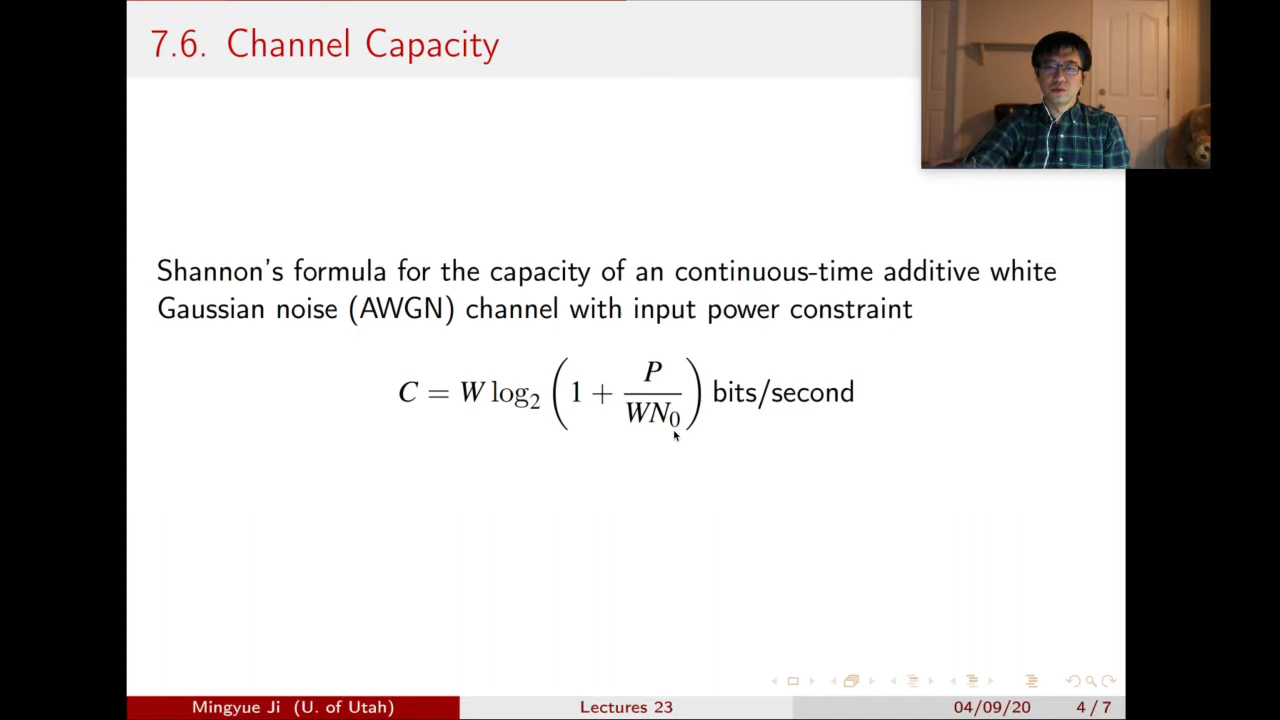 7.6. Channel Capacity
Shannon's formula for the capacity of an continuous-time additive white
Gaussian noise (AWGN) channel with input power constraint
C = W log₂ (1 + P / WN₀) bits/second
Mingyue Ji (U. of Utah) Lectures 23 04/09/20 4 / 7